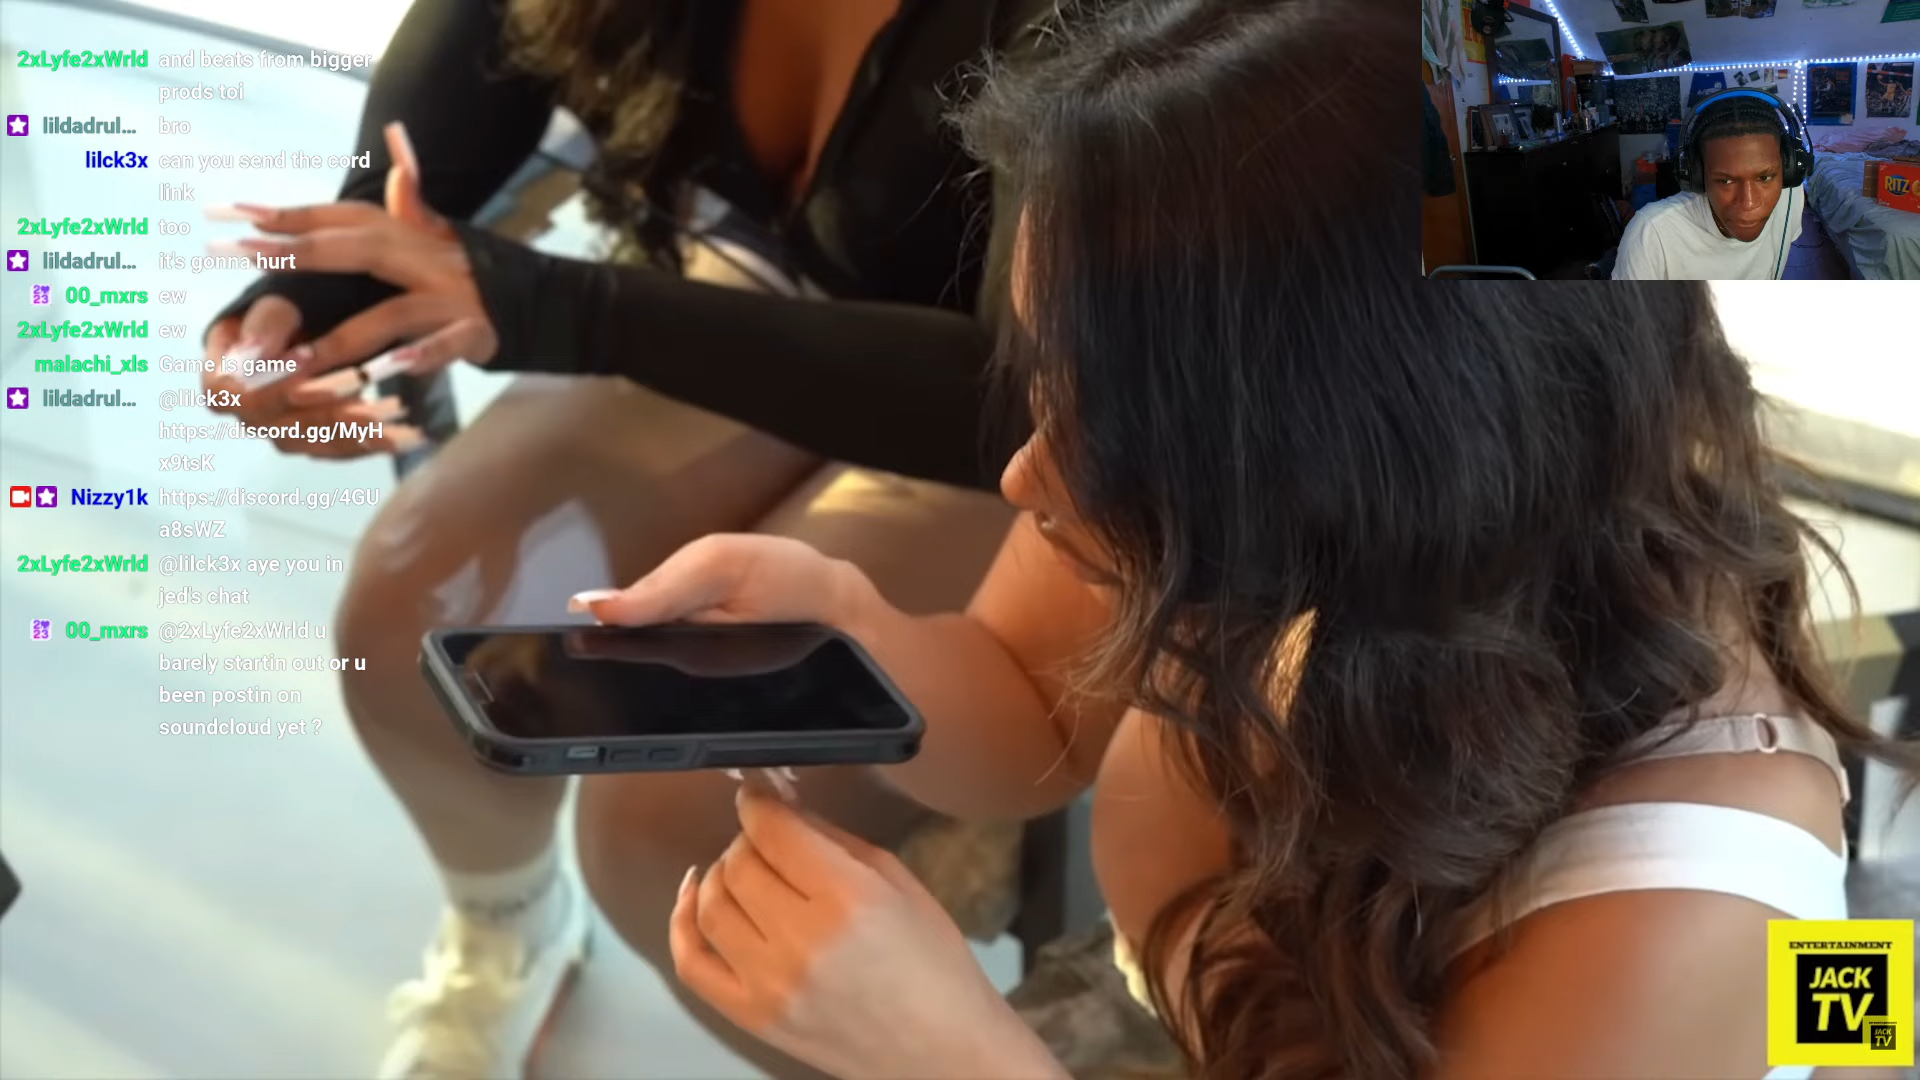 2xLyfe2xWrld and beats from bigger
prods toi
lildadrul... bro
lilck3x can you send the cord
link
2xLyfe2xWrld too
lildadrul... it's gonna hurt
00_mxrs ew
2xLyfe2xWrld ew
malachi_xls Game is game
lildadrul... @lilck3x
https://discord.gg/MyH
x9tsK
Nizzy1k https://discord.gg/4GU
a8sWZ
2xLyfe2xWrld @lilck3x aye you in
jed's chat
00_mxrs @2xLyfe2xWrld u
barely startin out or u
been postin on
soundcloud yet ?
RITZ
ENTERTAINMENT
JACK
TV
JACK
TV